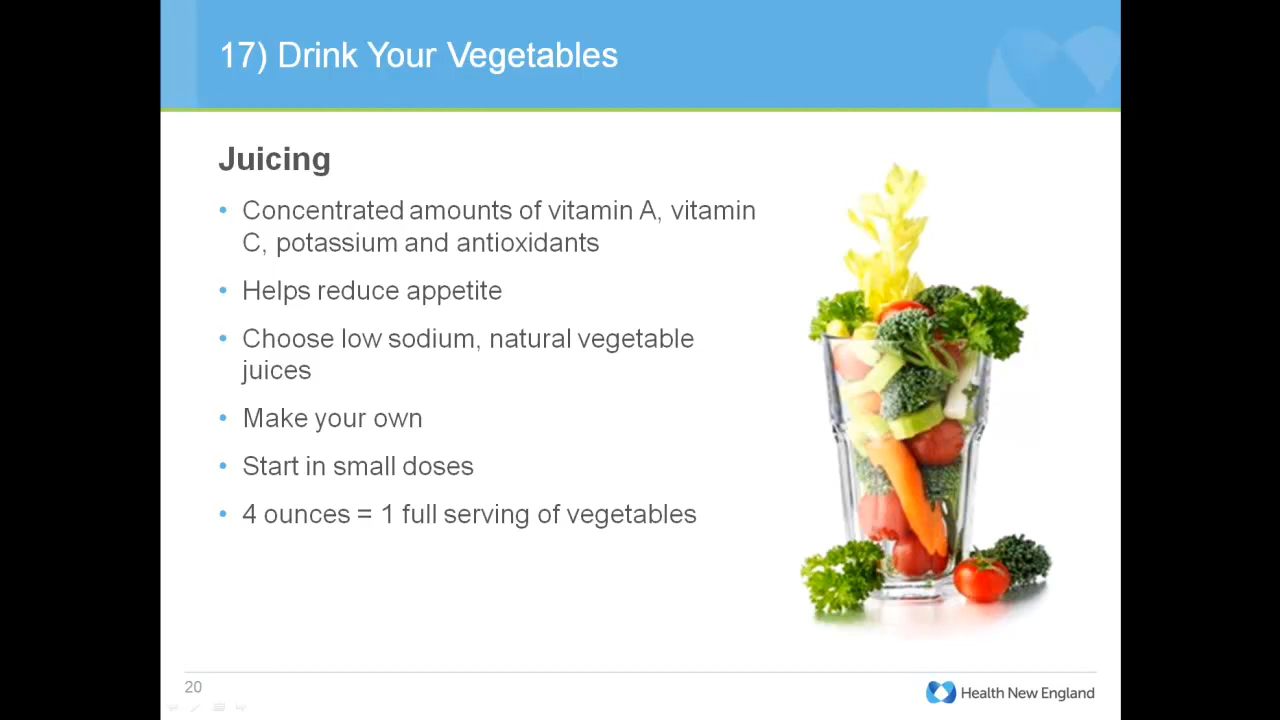 17) Drink Your Vegetables
Juicing
• Concentrated amounts of vitamin A, vitamin
C, potassium and antioxidants
• Helps reduce appetite
• Choose low sodium, natural vegetable
juices
• Make your own
• Start in small doses
• 4 ounces = 1 full serving of vegetables
20
Health New England